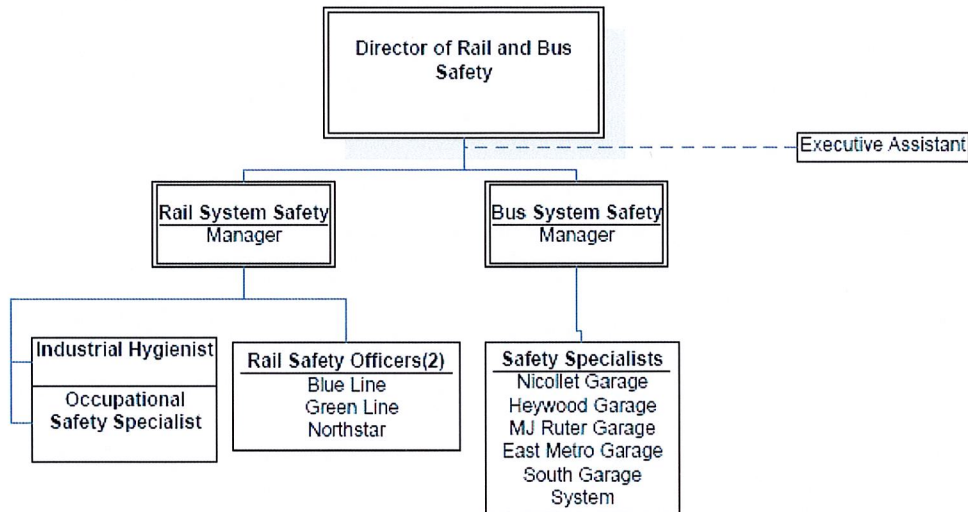 Director of Rail and Bus
Safety
Executive Assistant
Rail System Safety
Manager
Bus System Safety
Manager
Industrial Hygienist
Occupational
Safety Specialist
Rail Safety Officers(2)
Blue Line
Green Line
Northstar
Safety Specialists
Nicollet Garage
Heywood Garage
MJ Ruter Garage
East Metro Garage
South Garage
System